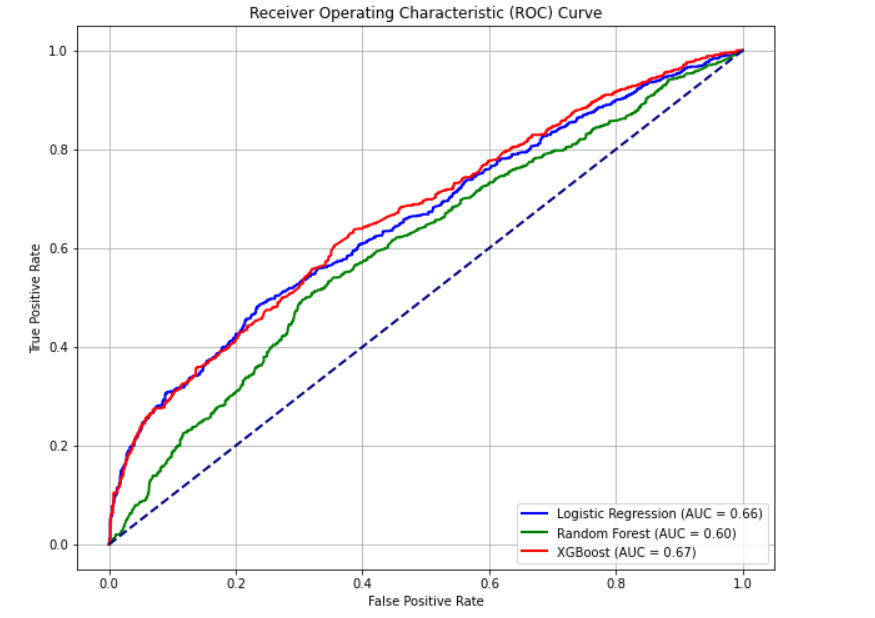 Receiver Operating Characteristic (ROC) Curve
True Positive Rate
1.0
0.8
0.6
0.4
0.2
0.0
Logistic Regression (AUC = 0.66)
Random Forest (AUC = 0.60)
XGBoost (AUC = 0.67)
0.0 0.2 0.4 0.6 0.8 1.0
False Positive Rate